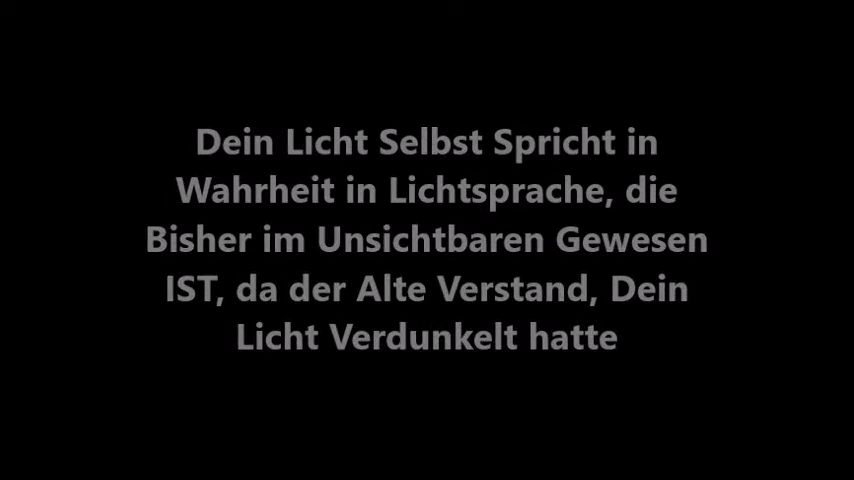 Dein Licht Selbst Spricht in
Wahrheit in Lichtsprache, die
Bisher im Unsichtbaren Gewesen
IST, da der Alte Verstand, Dein
Licht Verdunkelt hatte